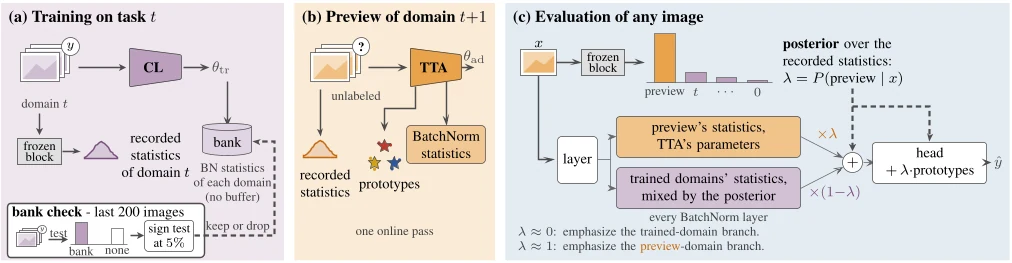 (a) Training on task t
y
CL
θtr
domain t
frozen
block
recorded
statistics
of domain t
bank
BN statistics
of each domain
(no buffer)
bank check - last 200 images
test
bank
none
sign test
at 5%
keep or drop
(b) Preview of domain t+1
?
TTA
θad
unlabeled
recorded
statistics
prototypes
BatchNorm
statistics
one online pass
(c) Evaluation of any image
x
frozen
block
preview t ··· 0
posterior over the
recorded statistics:
λ = P(preview | x)
layer
preview's statistics,
TTA's parameters
×λ
trained domains' statistics,
mixed by the posterior
×(1−λ)
+
head
+ λ·prototypes
ŷ
every BatchNorm layer
λ ≈ 0: emphasize the trained-domain branch.
λ ≈ 1: emphasize the preview-domain branch.